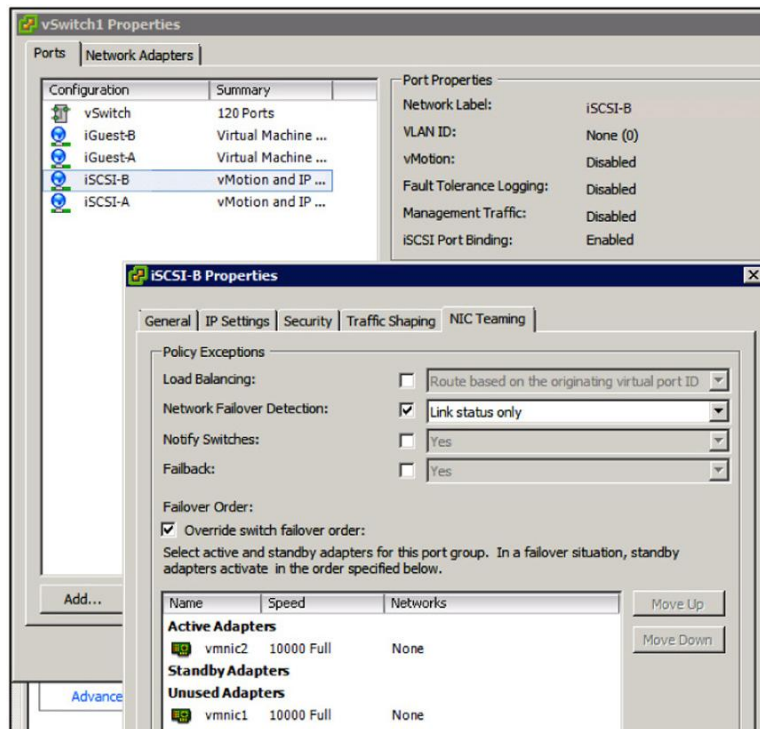 vSwitch1 Properties
Ports Network Adapters
Configuration Summary
vSwitch 120 Ports
iGuest-B Virtual Machine ...
iGuest-A Virtual Machine ...
iSCSI-B vMotion and IP ...
iSCSI-A vMotion and IP ...
Port Properties
Network Label: iSCSI-B
VLAN ID: None (0)
vMotion: Disabled
Fault Tolerance Logging: Disabled
Management Traffic: Disabled
iSCSI Port Binding: Enabled
Add...
Advance
iSCSI-B Properties
General IP Settings Security Traffic Shaping NIC Teaming
Policy Exceptions
Load Balancing: Route based on the originating virtual port ID
Network Failover Detection: Link status only
Notify Switches: Yes
Failback: Yes
Failover Order:
Override switch failover order:
Select active and standby adapters for this port group. In a failover situation, standby
adapters activate in the order specified below.
Name Speed Networks
Active Adapters
vmnic2 10000 Full None
Standby Adapters
Unused Adapters
vmnic1 10000 Full None
Move Up
Move Down